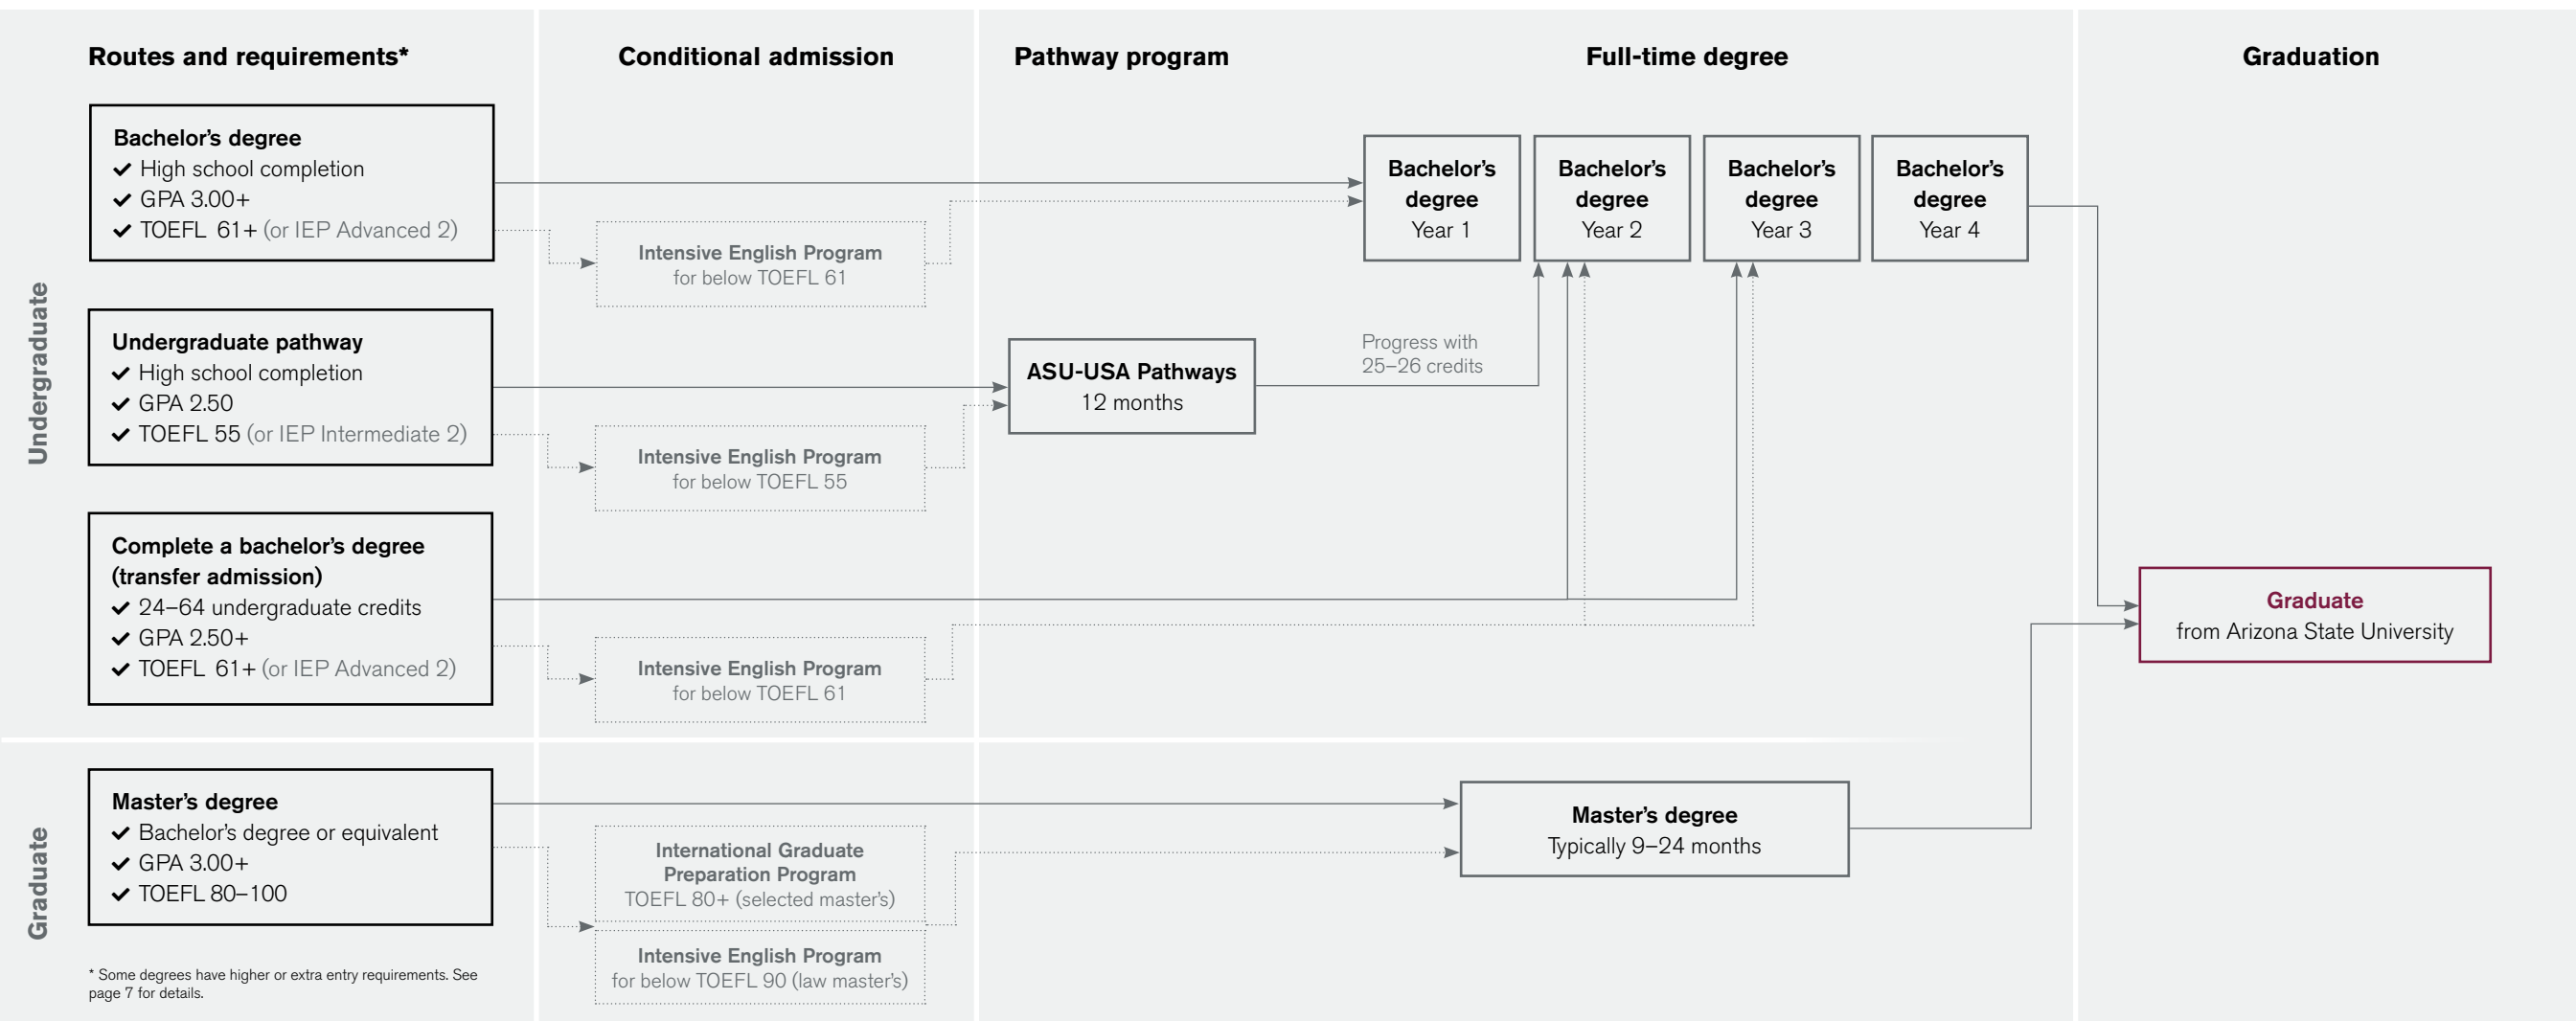 Routes and requirements*
Conditional admission
Pathway program
Full-time degree
Graduation
Undergraduate
Bachelor’s degree
✔ High school completion
✔ GPA 3.00+
✔ TOEFL 61+ (or IEP Advanced 2)
Intensive English Program
for below TOEFL 61
Bachelor’s
degree
Year 1
Bachelor’s
degree
Year 2
Bachelor’s
degree
Year 3
Bachelor’s
degree
Year 4
Undergraduate pathway
✔ High school completion
✔ GPA 2.50
✔ TOEFL 55 (or IEP Intermediate 2)
Intensive English Program
for below TOEFL 55
ASU-USA Pathways
12 months
Progress with
25–26 credits
Complete a bachelor’s degree
(transfer admission)
✔ 24–64 undergraduate credits
✔ GPA 2.50+
✔ TOEFL 61+ (or IEP Advanced 2)
Intensive English Program
for below TOEFL 61
Graduate
from Arizona State University
Graduate
Master’s degree
✔ Bachelor’s degree or equivalent
✔ GPA 3.00+
✔ TOEFL 80–100
International Graduate
Preparation Program
TOEFL 80+ (selected master’s)
Intensive English Program
for below TOEFL 90 (law master’s)
Master’s degree
Typically 9–24 months
* Some degrees have higher or extra entry requirements. See
page 7 for details.